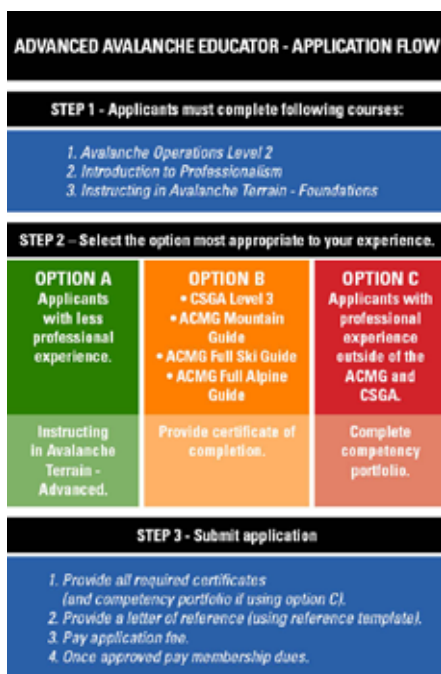 ADVANCED AVALANCHE EDUCATOR - APPLICATION FLOW
STEP 1 - Applicants must complete following courses:
1. Avalanche Operations Level 2
2. Introduction to Professionalism
3. Instructing in Avalanche Terrain - Foundations
STEP 2 – Select the option most appropriate to your experience.
OPTION A
Applicants
with less
professional
experience.
Instructing
in Avalanche
Terrain -
Advanced.
OPTION B
• CSGA Level 3
• ACMG Mountain
Guide
• ACMG Full Ski Guide
• ACMG Full Alpine
Guide
Provide certificate of
completion.
OPTION C
Applicants with
professional
experience
outside of the
ACMG and
CSGA.
Complete
competency
portfolio.
STEP 3 - Submit application
1. Provide all required certificates
(and competency portfolio if using option C).
2. Provide a letter of reference (using reference template).
3. Pay application fee.
4. Once approved pay membership dues.